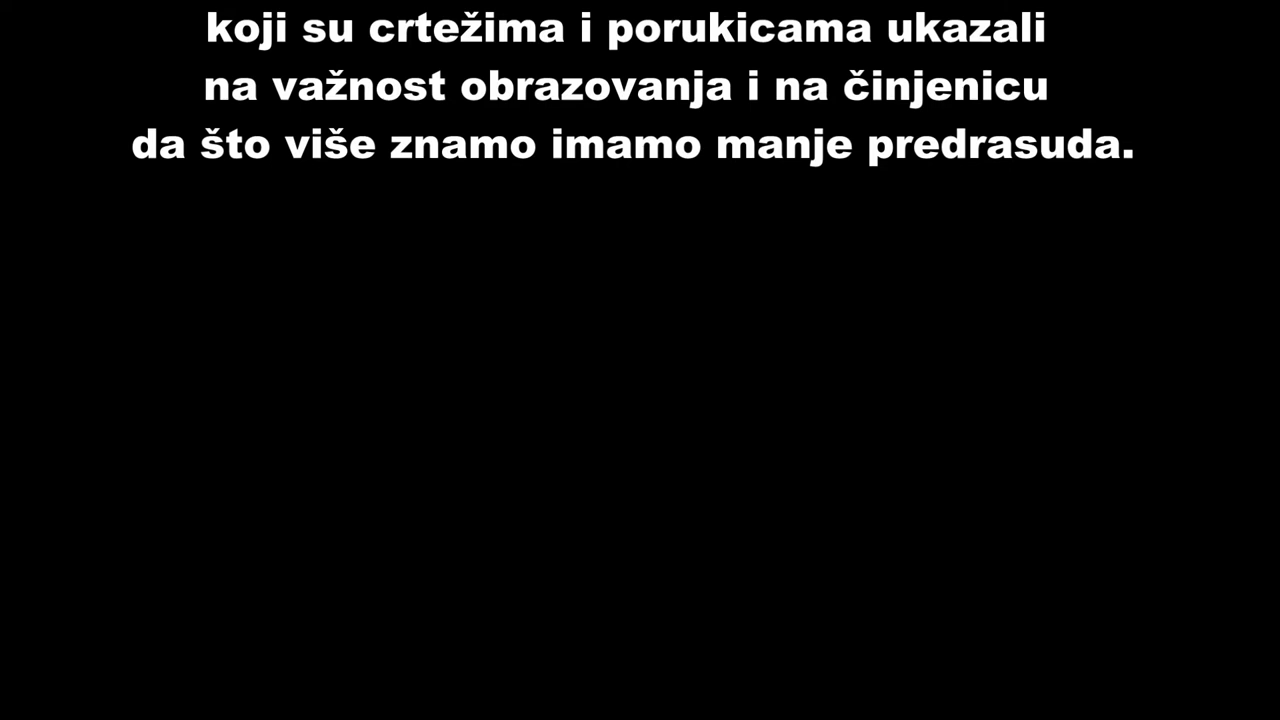 koji su crtežima i porukicama ukazali
na važnost obrazovanja i na činjenicu
da što više znamo imamo manje predrasuda.